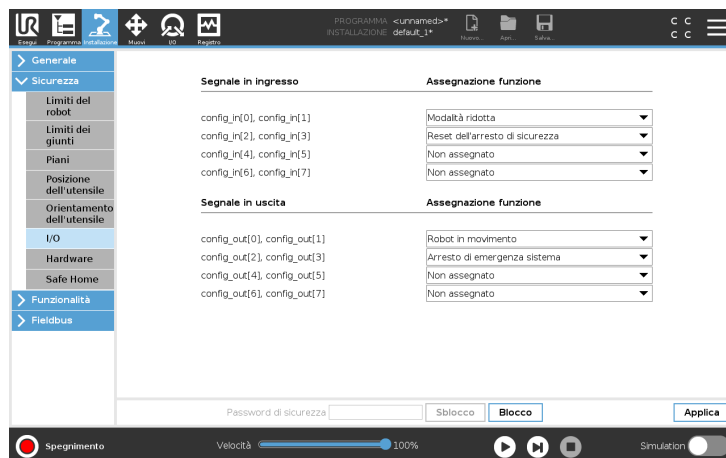 UR
Esegui Programma Installazione Muovi I/O Registro
PROGRAMMA <unnamed>*
INSTALLAZIONE default_1*
Nuovo... Apri... Salva...
C C
C C
Generale
Sicurezza
Limiti del
robot
Limiti dei
giunti
Piani
Posizione
dell'utensile
Orientamento
dell'utensile
I/O
Hardware
Safe Home
Funzionalità
Fieldbus
Segnale in ingresso Assegnazione funzione
config_in[0], config_in[1] Modalità ridotta
config_in[2], config_in[3] Reset dell'arresto di sicurezza
config_in[4], config_in[5] Non assegnato
config_in[6], config_in[7] Non assegnato
Segnale in uscita Assegnazione funzione
config_out[0], config_out[1] Robot in movimento
config_out[2], config_out[3] Arresto di emergenza sistema
config_out[4], config_out[5] Non assegnato
config_out[6], config_out[7] Non assegnato
Password di sicurezza Sblocco Blocco Applica
Spegnimento Velocità 100% Simulation